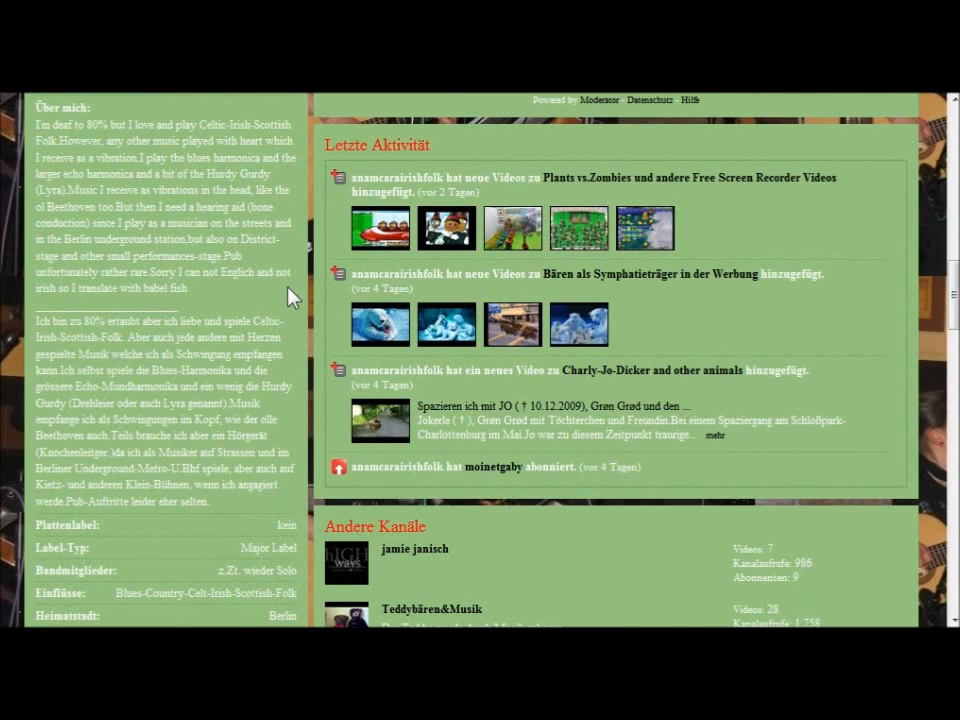 Über mich:
I'm deaf to 80% but I love and play Celtic-Irish-Scottish
Folk.However, any other music played with heart which
I receive as a vibration.I play the blues harmonica and the
larger echo harmonica and a bit of the Hurdy Gurdy
(Lyra).Music I receive as vibrations in the head, like the
ol Beethoven too.But then I need a hearing aid (bone
conduction) since I play as a musician on the streets and
in the Berlin underground station,but also on District-
stage and other small performances-stage.Pub
unfortunately rather rare.Sorry I can not Englich and not
irish so I translate with babel fish
Ich bin zu 80% ertaubt aber ich liebe und spiele Celtic-
Irish-Scottish-Folk. Aber auch jede andere mit Herzen
gespielte Musik welche ich als Schwingung empfangen
kann.Ich selbst spiele die Blues-Harmonika und die
grössere Echo-Mundharmonika und ein wenig die Hurdy
Gurdy (Drehleier oder auch Lyra genannt).Musik
empfange ich als Schwingungen im Kopf, wie der olle
Beethoven auch.Teils brauche ich aber ein Hörgerät
(Knochenleitger.)da ich als Musiker auf Strassen und im
Berliner Underground-Metro-U.Bhf spiele, aber auch auf
Kietz- und anderen Klein-Bühnen, wenn ich angagiert
werde.Pub-Auftritte leider eher selten.
Plattenlabel: kein
Label-Typ: Major Label
Bandmitglieder: z.Zt. wieder Solo
Einflüsse: Blues-Country-Celt-Irish-Scottish-Folk
Heimatstadt: Berlin
Powered by Moderator - Datenschutz - Hilfe
Letzte Aktivität
anamcarairishfolk hat neue Videos zu Plants vs.Zombies und andere Free Screen Recorder Videos
hinzugefügt. (vor 2 Tagen)
anamcarairishfolk hat neue Videos zu Bären als Symphatieträger in der Werbung hinzugefügt.
(vor 4 Tagen)
anamcarairishfolk hat ein neues Video zu Charly-Jo-Dicker and other animals hinzugefügt.
(vor 4 Tagen)
Spazieren ich mit JO ( † 10.12.2009), Grøn Grød und den ...
Jokerle ( † ), Grøn Grød mit Töchterchen und Freundin.Bei einem Spaziergang am Schloßpark-
Charlottenburg im Mai.Jo war zu diesem Zeitpunkt traurige... mehr
anamcarairishfolk hat moinetgaby abonniert. (vor 4 Tagen)
Andere Kanäle
hIGH
ways
jamie janisch
Videos: 7
Kanalaufrufe: 986
Abonnenten: 9
Teddybären&Musik
Videos: 28
Kanalaufrufe: 1.758